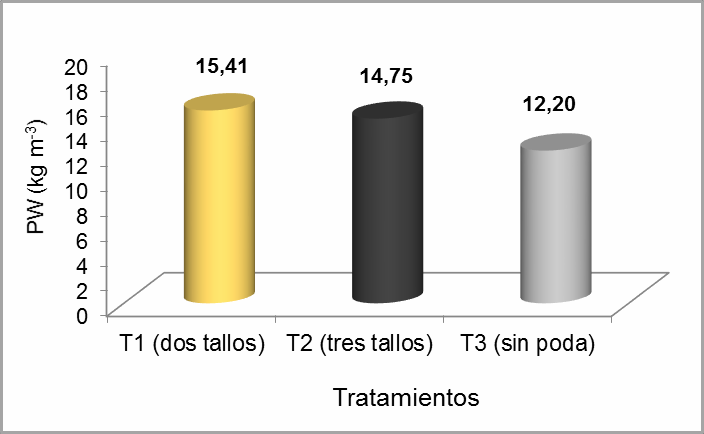 15,41
14,75
12,20
20
18
16
14
12
10
8
6
4
2
0
PW (kg m-3)
T1 (dos tallos)
T2 (tres tallos)
T3 (sin poda)
Tratamientos